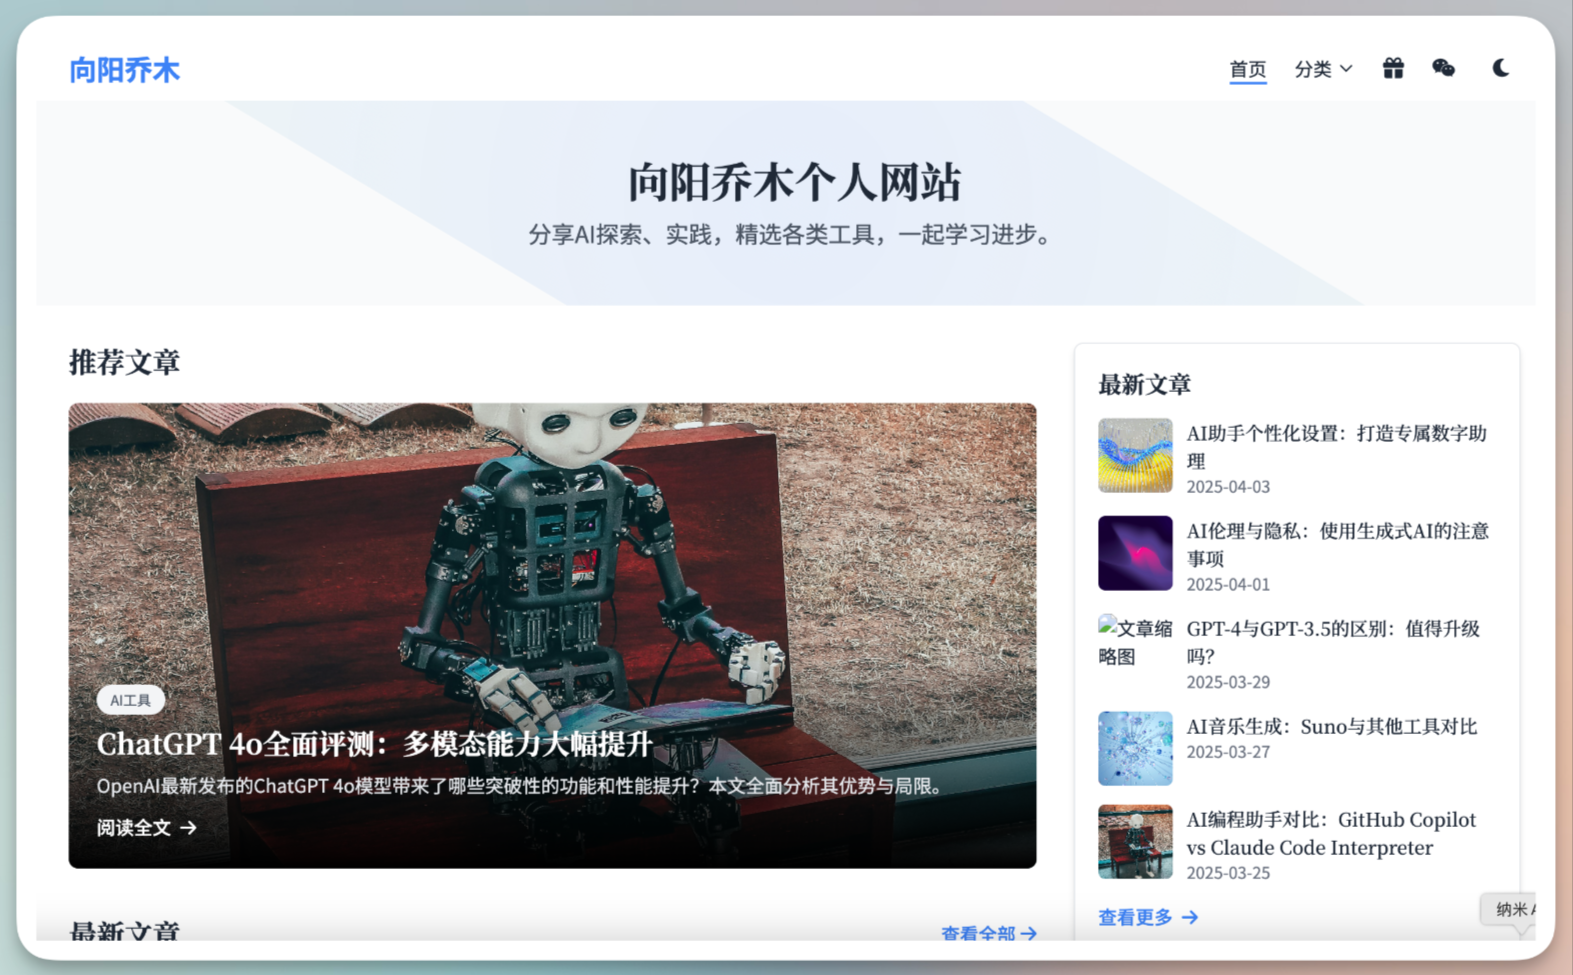 向阳乔木
首页
分类
向阳乔木个人网站
分享AI探索、实践，精选各类工具，一起学习进步。
推荐文章
AI工具
ChatGPT 4o全面评测：多模态能力大幅提升
OpenAI最新发布的ChatGPT 4o模型带来了哪些突破性的功能和性能提升？本文全面分析其优势与局限。
阅读全文 →
最新文章
查看全部 →
最新文章
AI助手个性化设置：打造专属数字助
理
2025-04-03
AI伦理与隐私：使用生成式AI的注意
事项
2025-04-01
文章缩
略图
GPT-4与GPT-3.5的区别：值得升级
吗？
2025-03-29
AI音乐生成：Suno与其他工具对比
2025-03-27
AI编程助手对比：GitHub Copilot
vs Claude Code Interpreter
2025-03-25
查看更多 →
纳米